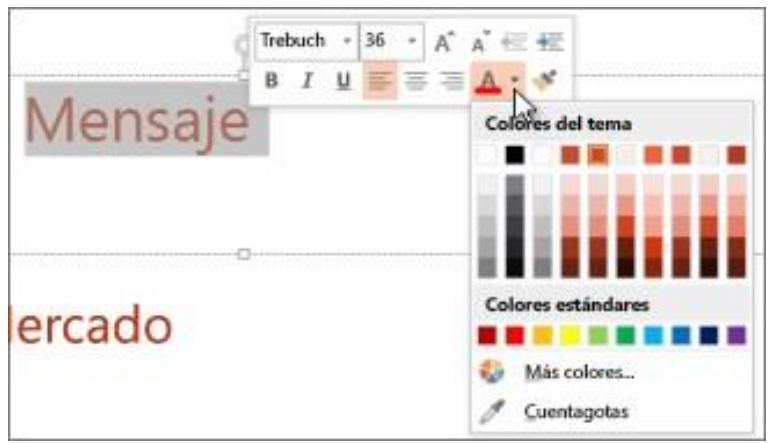 Trebuch 36 A A
B I U A
Mensaje
Colores del tema
lercado
Colores estándares
Más colores...
Cuentagotas